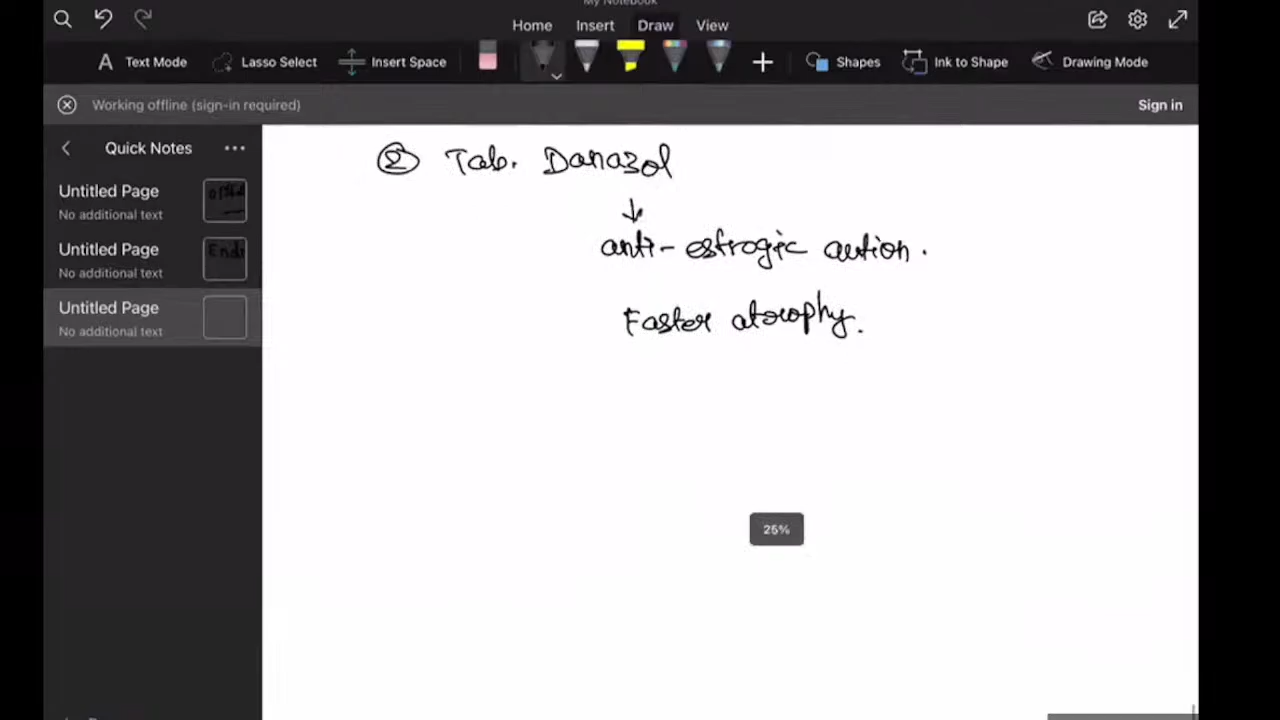 My Notebook
Home Insert Draw View
Text Mode Lasso Select Insert Space Shapes Ink to Shape Drawing Mode
Working offline (sign-in required) Sign in
Quick Notes
Untitled Page
No additional text
Untitled Page
No additional text
Untitled Page
No additional text
② Tab. Danazol
↓
anti-estrogic action.
Faster atrophy.
25%